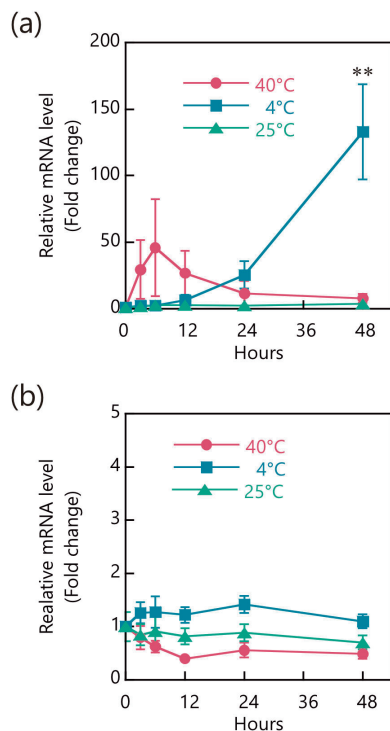 (a)
Relative mRNA level
(Fold change)
200
150
100
50
0
40°C
4°C
25°C
**
0
12
24
36
48
Hours
(b)
Realative mRNA level
(Fold change)
5
4
3
2
1
0
40°C
4°C
25°C
0
12
24
36
48
Hours